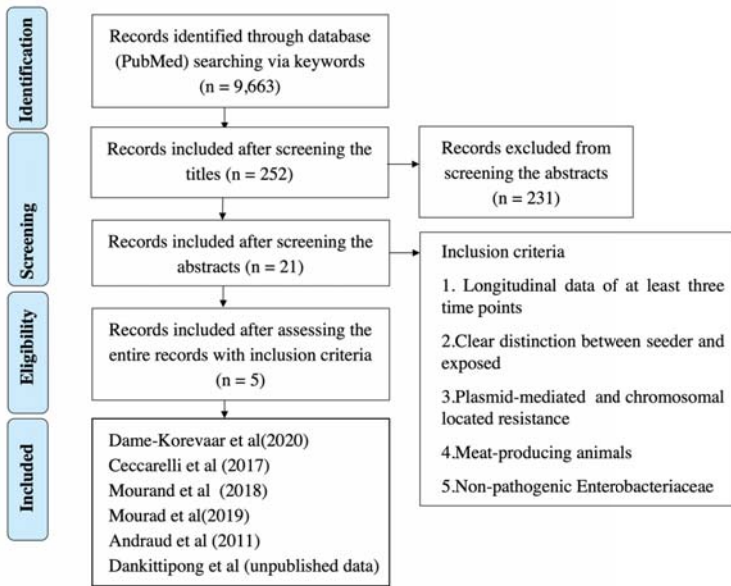 Identification
Records identified through database
(PubMed) searching via keywords
(n = 9,663)
Screening
Records included after screening the
titles (n = 252)
Records excluded from
screening the abstracts
(n = 231)
Records included after screening the
abstracts (n = 21)
Inclusion criteria
1. Longitudinal data of at least three
time points
2.Clear distinction between seeder and
exposed
3.Plasmid-mediated and chromosomal
located resistance
4.Meat-producing animals
5.Non-pathogenic Enterobacteriaceae
Eligibility
Records included after assessing the
entire records with inclusion criteria
(n = 5)
Included
Dame-Korevaar et al(2020)
Ceccarelli et al (2017)
Mourand et al (2018)
Mourad et al(2019)
Andraud et al (2011)
Dankittipong et al (unpublished data)